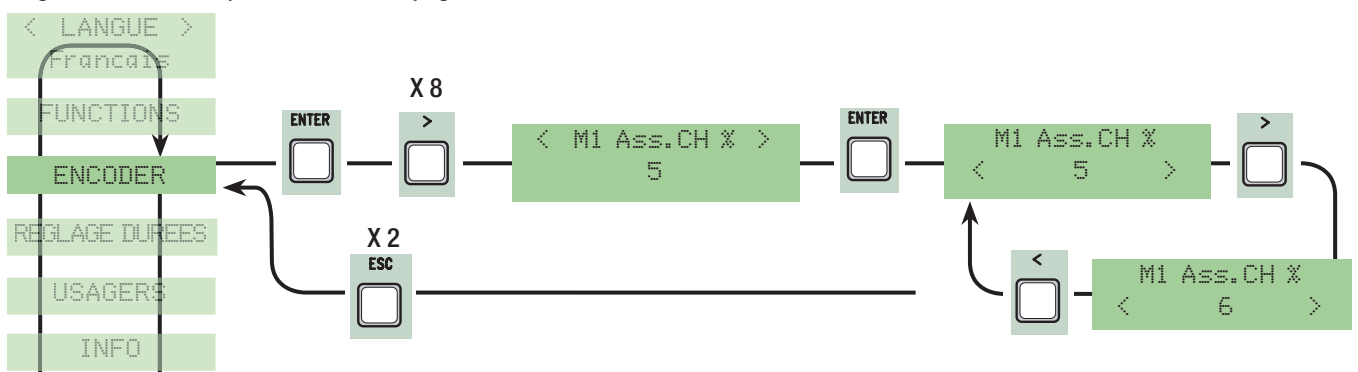 < LANGUE >
Francais
FUNCTIONS
ENCODER
REGLAGE DUREES
USAGERS
INFO
ENTER
X 8
>
< M1 Ass.CH % >
5
ENTER
M1 Ass.CH %
< 5 >
>
X 2
ESC
<
M1 Ass.CH %
< 6 >